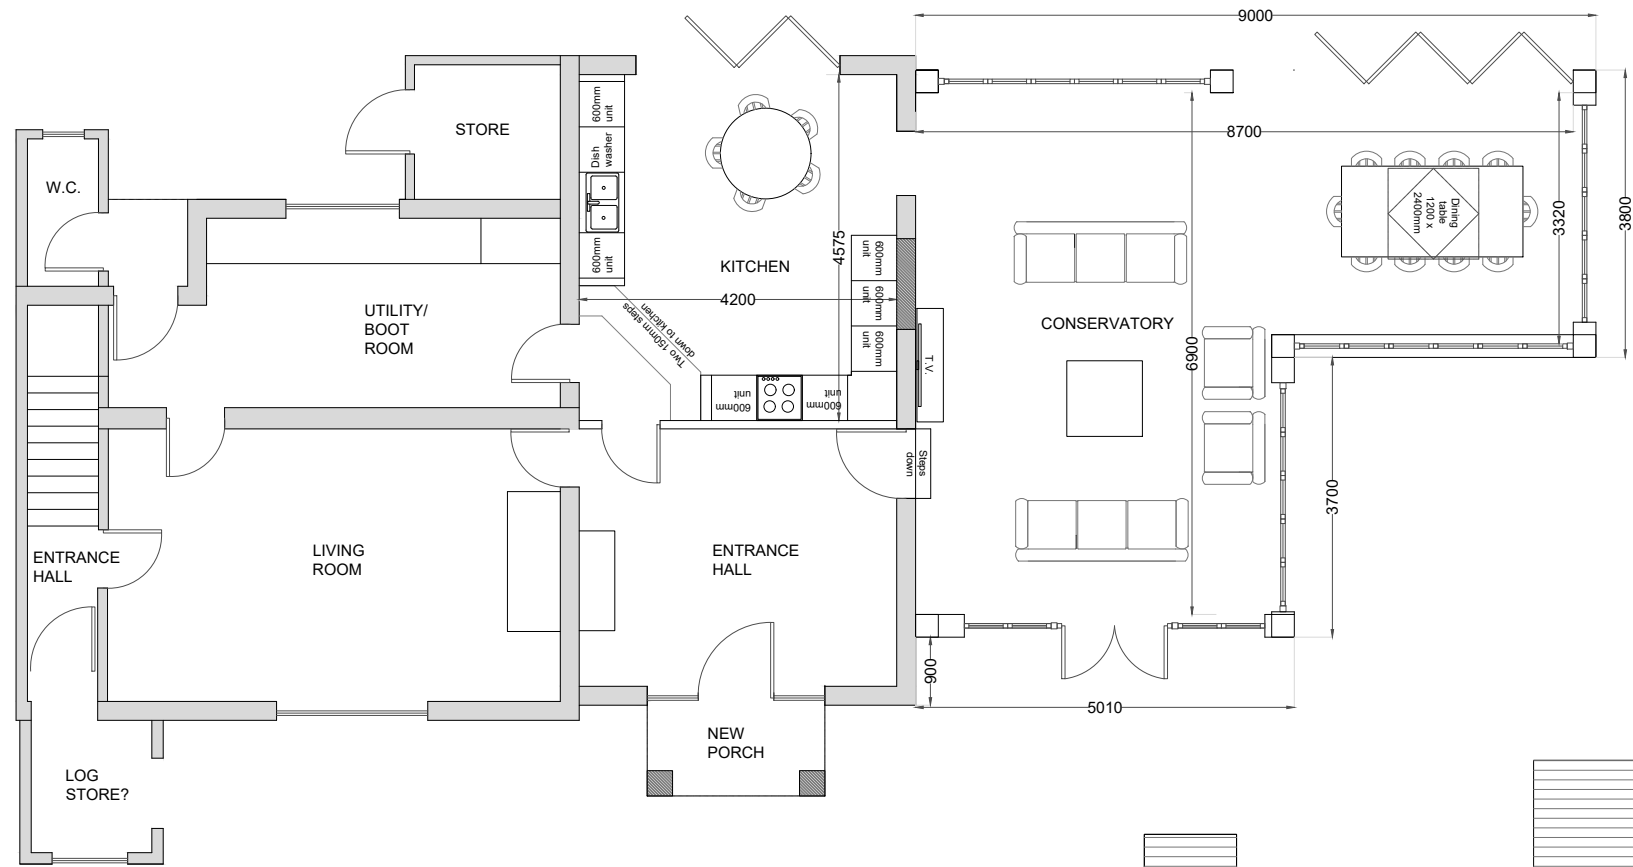 9000
8700
STORE
600mm
unit
Dish
washer
600mm
unit
W.C.
Dining
table
1200 x
2400mm
3320
3800
4575
KITCHEN
4200
600mm
unit
600mm
unit
600mm
Two 150mm steps
down to kitchen
UTILITY/
BOOT
ROOM
CONSERVATORY
6900
T.V.
600mm
unit
600mm
unit
Steps
down
3700
ENTRANCE
HALL
LIVING
ROOM
ENTRANCE
HALL
900
5010
NEW
PORCH
LOG
STORE?